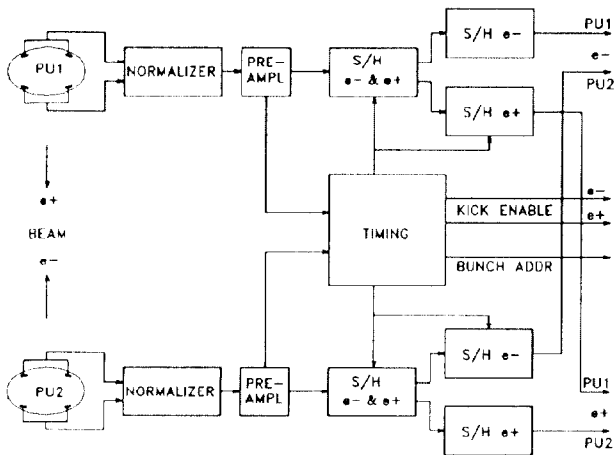 PU1
NORMALIZER
PRE-
AMPL
S/H
e- & e+
S/H e-
PU1
e-
PU2
S/H e+
e+
BEAM
e-
TIMING
e-
KICK ENABLE
e+
BUNCH ADDR
PU2
NORMALIZER
PRE-
AMPL
S/H
e- & e+
S/H e-
S/H e+
PU1
e+
PU2